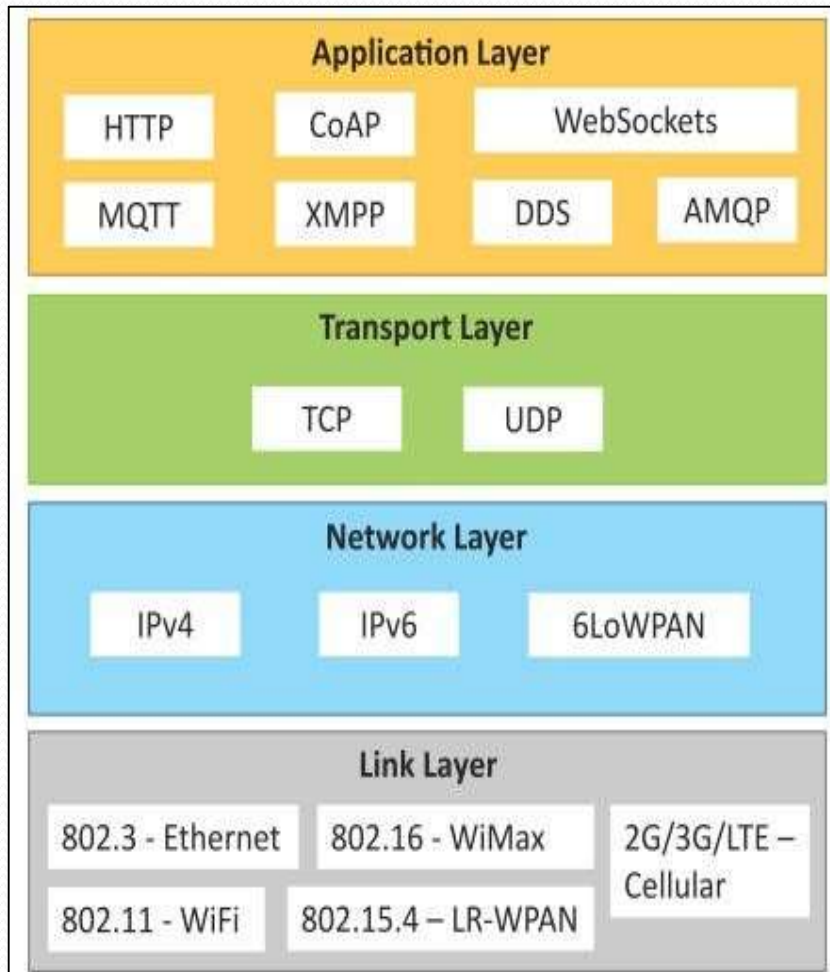 Application Layer
HTTP
CoAP
WebSockets
MQTT
XMPP
DDS
AMQP
Transport Layer
TCP
UDP
Network Layer
IPv4
IPv6
6LoWPAN
Link Layer
802.3 - Ethernet
802.16 - WiMax
2G/3G/LTE –
Cellular
802.11 - WiFi
802.15.4 – LR-WPAN